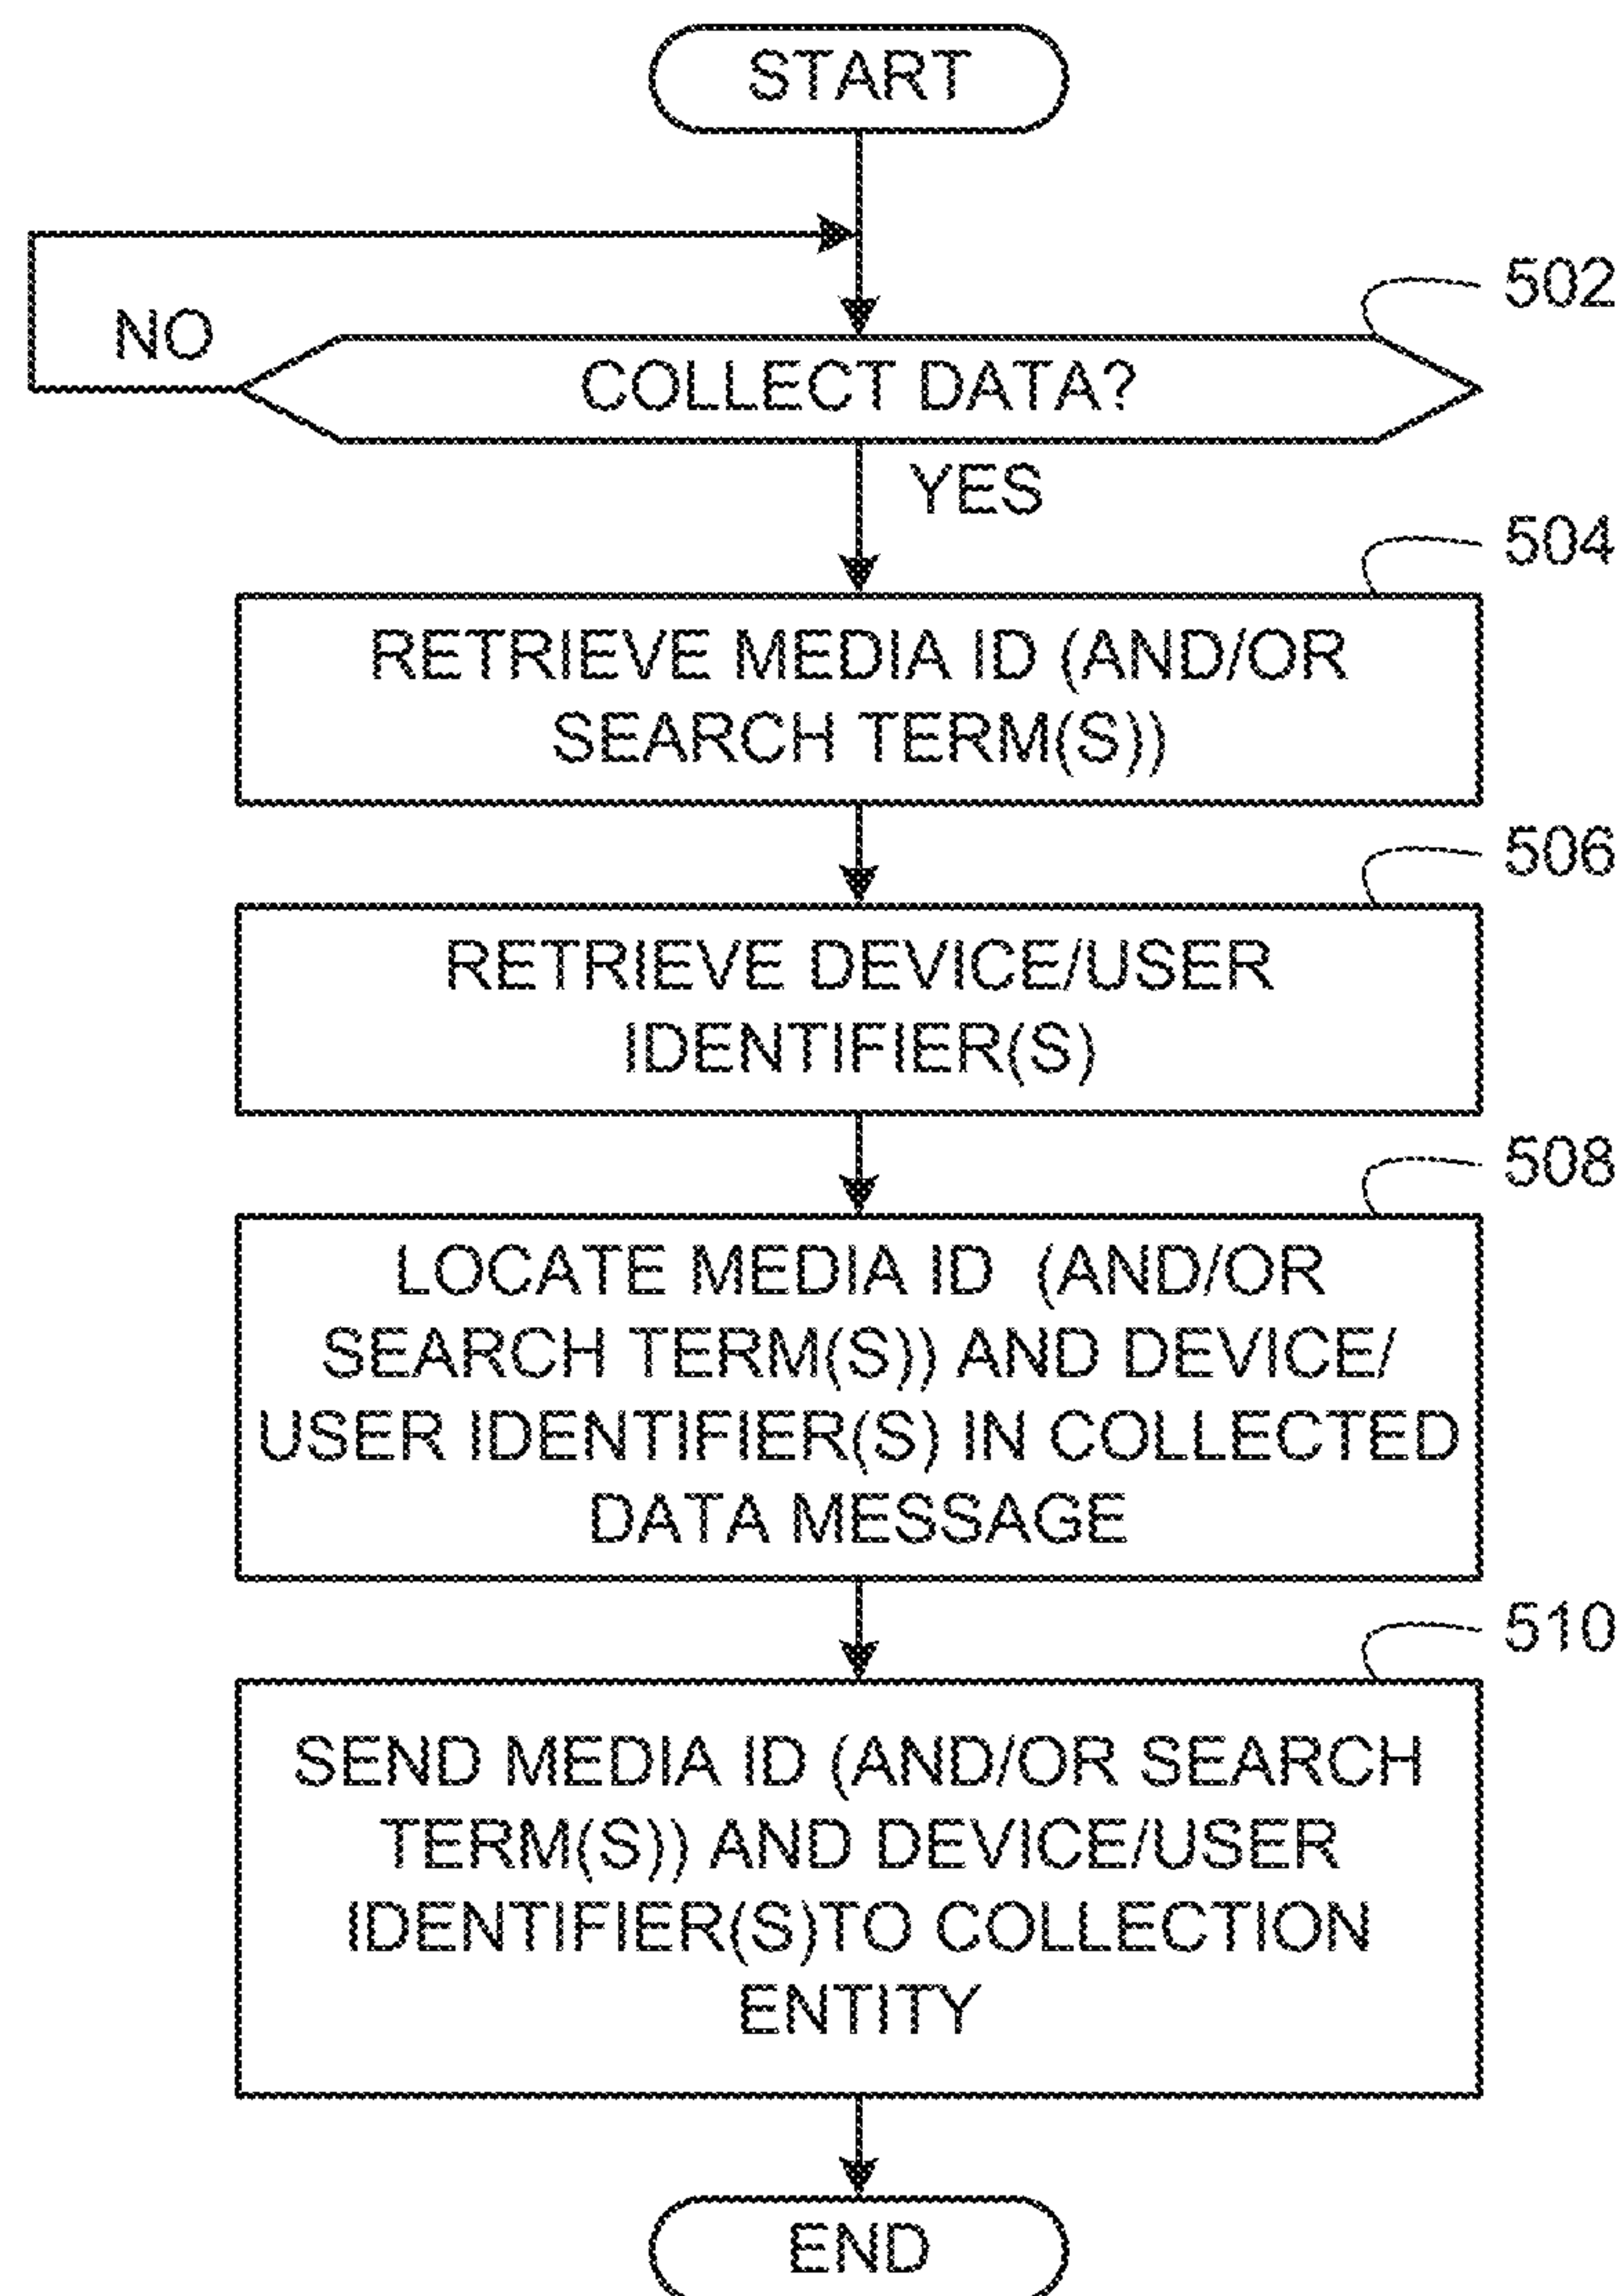 START
502
NO
COLLECT DATA?
YES
504
RETRIEVE MEDIA ID (AND/OR
SEARCH TERM(S))
506
RETRIEVE DEVICE/USER
IDENTIFIER(S)
508
LOCATE MEDIA ID (AND/OR
SEARCH TERM(S)) AND DEVICE/
USER IDENTIFIER(S) IN COLLECTED
DATA MESSAGE
510
SEND MEDIA ID (AND/OR SEARCH
TERM(S)) AND DEVICE/USER
IDENTIFIER(S)TO COLLECTION
ENTITY
END